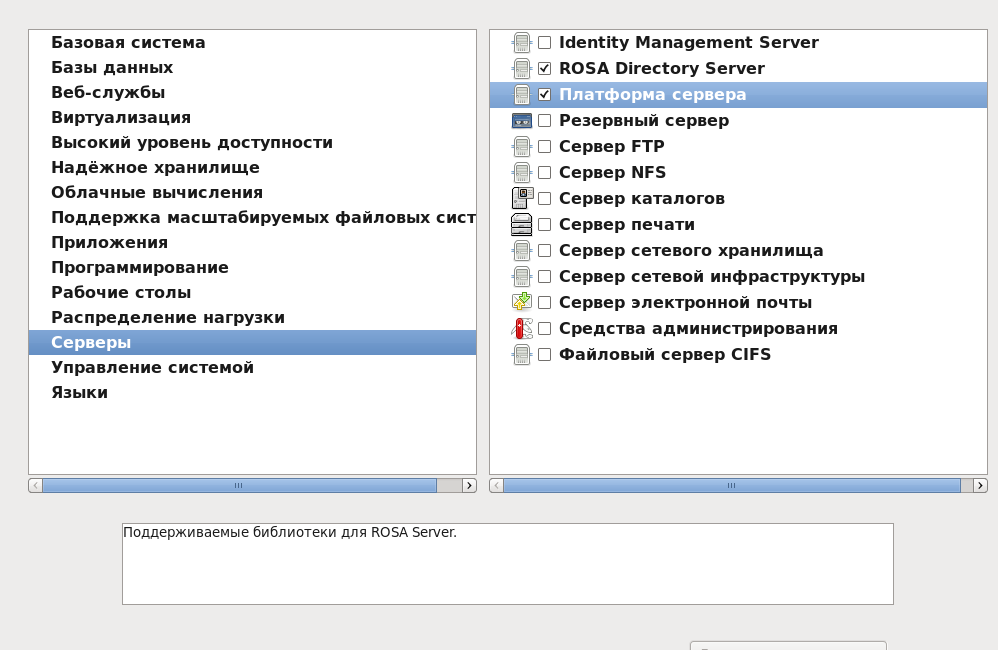 Базовая система
Базы данных
Веб-службы
Виртуализация
Высокий уровень доступности
Надёжное хранилище
Облачные вычисления
Поддержка масштабируемых файловых сист
Приложения
Программирование
Рабочие столы
Распределение нагрузки
Серверы
Управление системой
Языки
Identity Management Server
ROSA Directory Server
Платформа сервера
Резервный сервер
Сервер FTP
Сервер NFS
Сервер каталогов
Сервер печати
Сервер сетевого хранилища
Сервер сетевой инфраструктуры
Сервер электронной почты
Средства администрирования
Файловый сервер CIFS
Поддерживаемые библиотеки для ROSA Server.